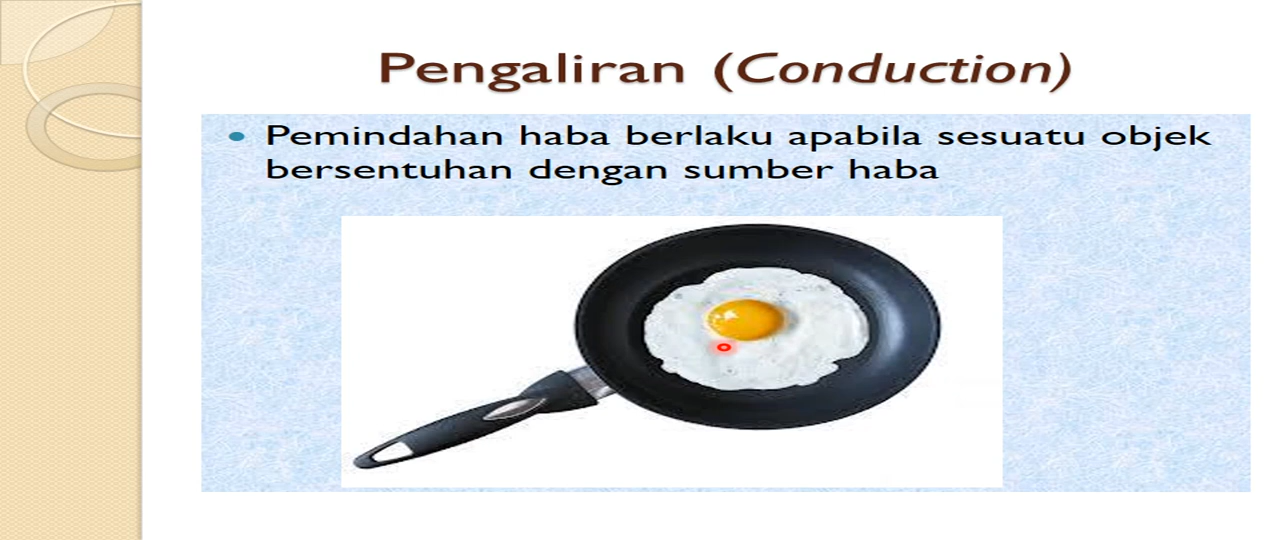 Pengaliran (Conduction)
• Pemindahan haba berlaku apabila sesuatu objek
bersentuhan dengan sumber haba